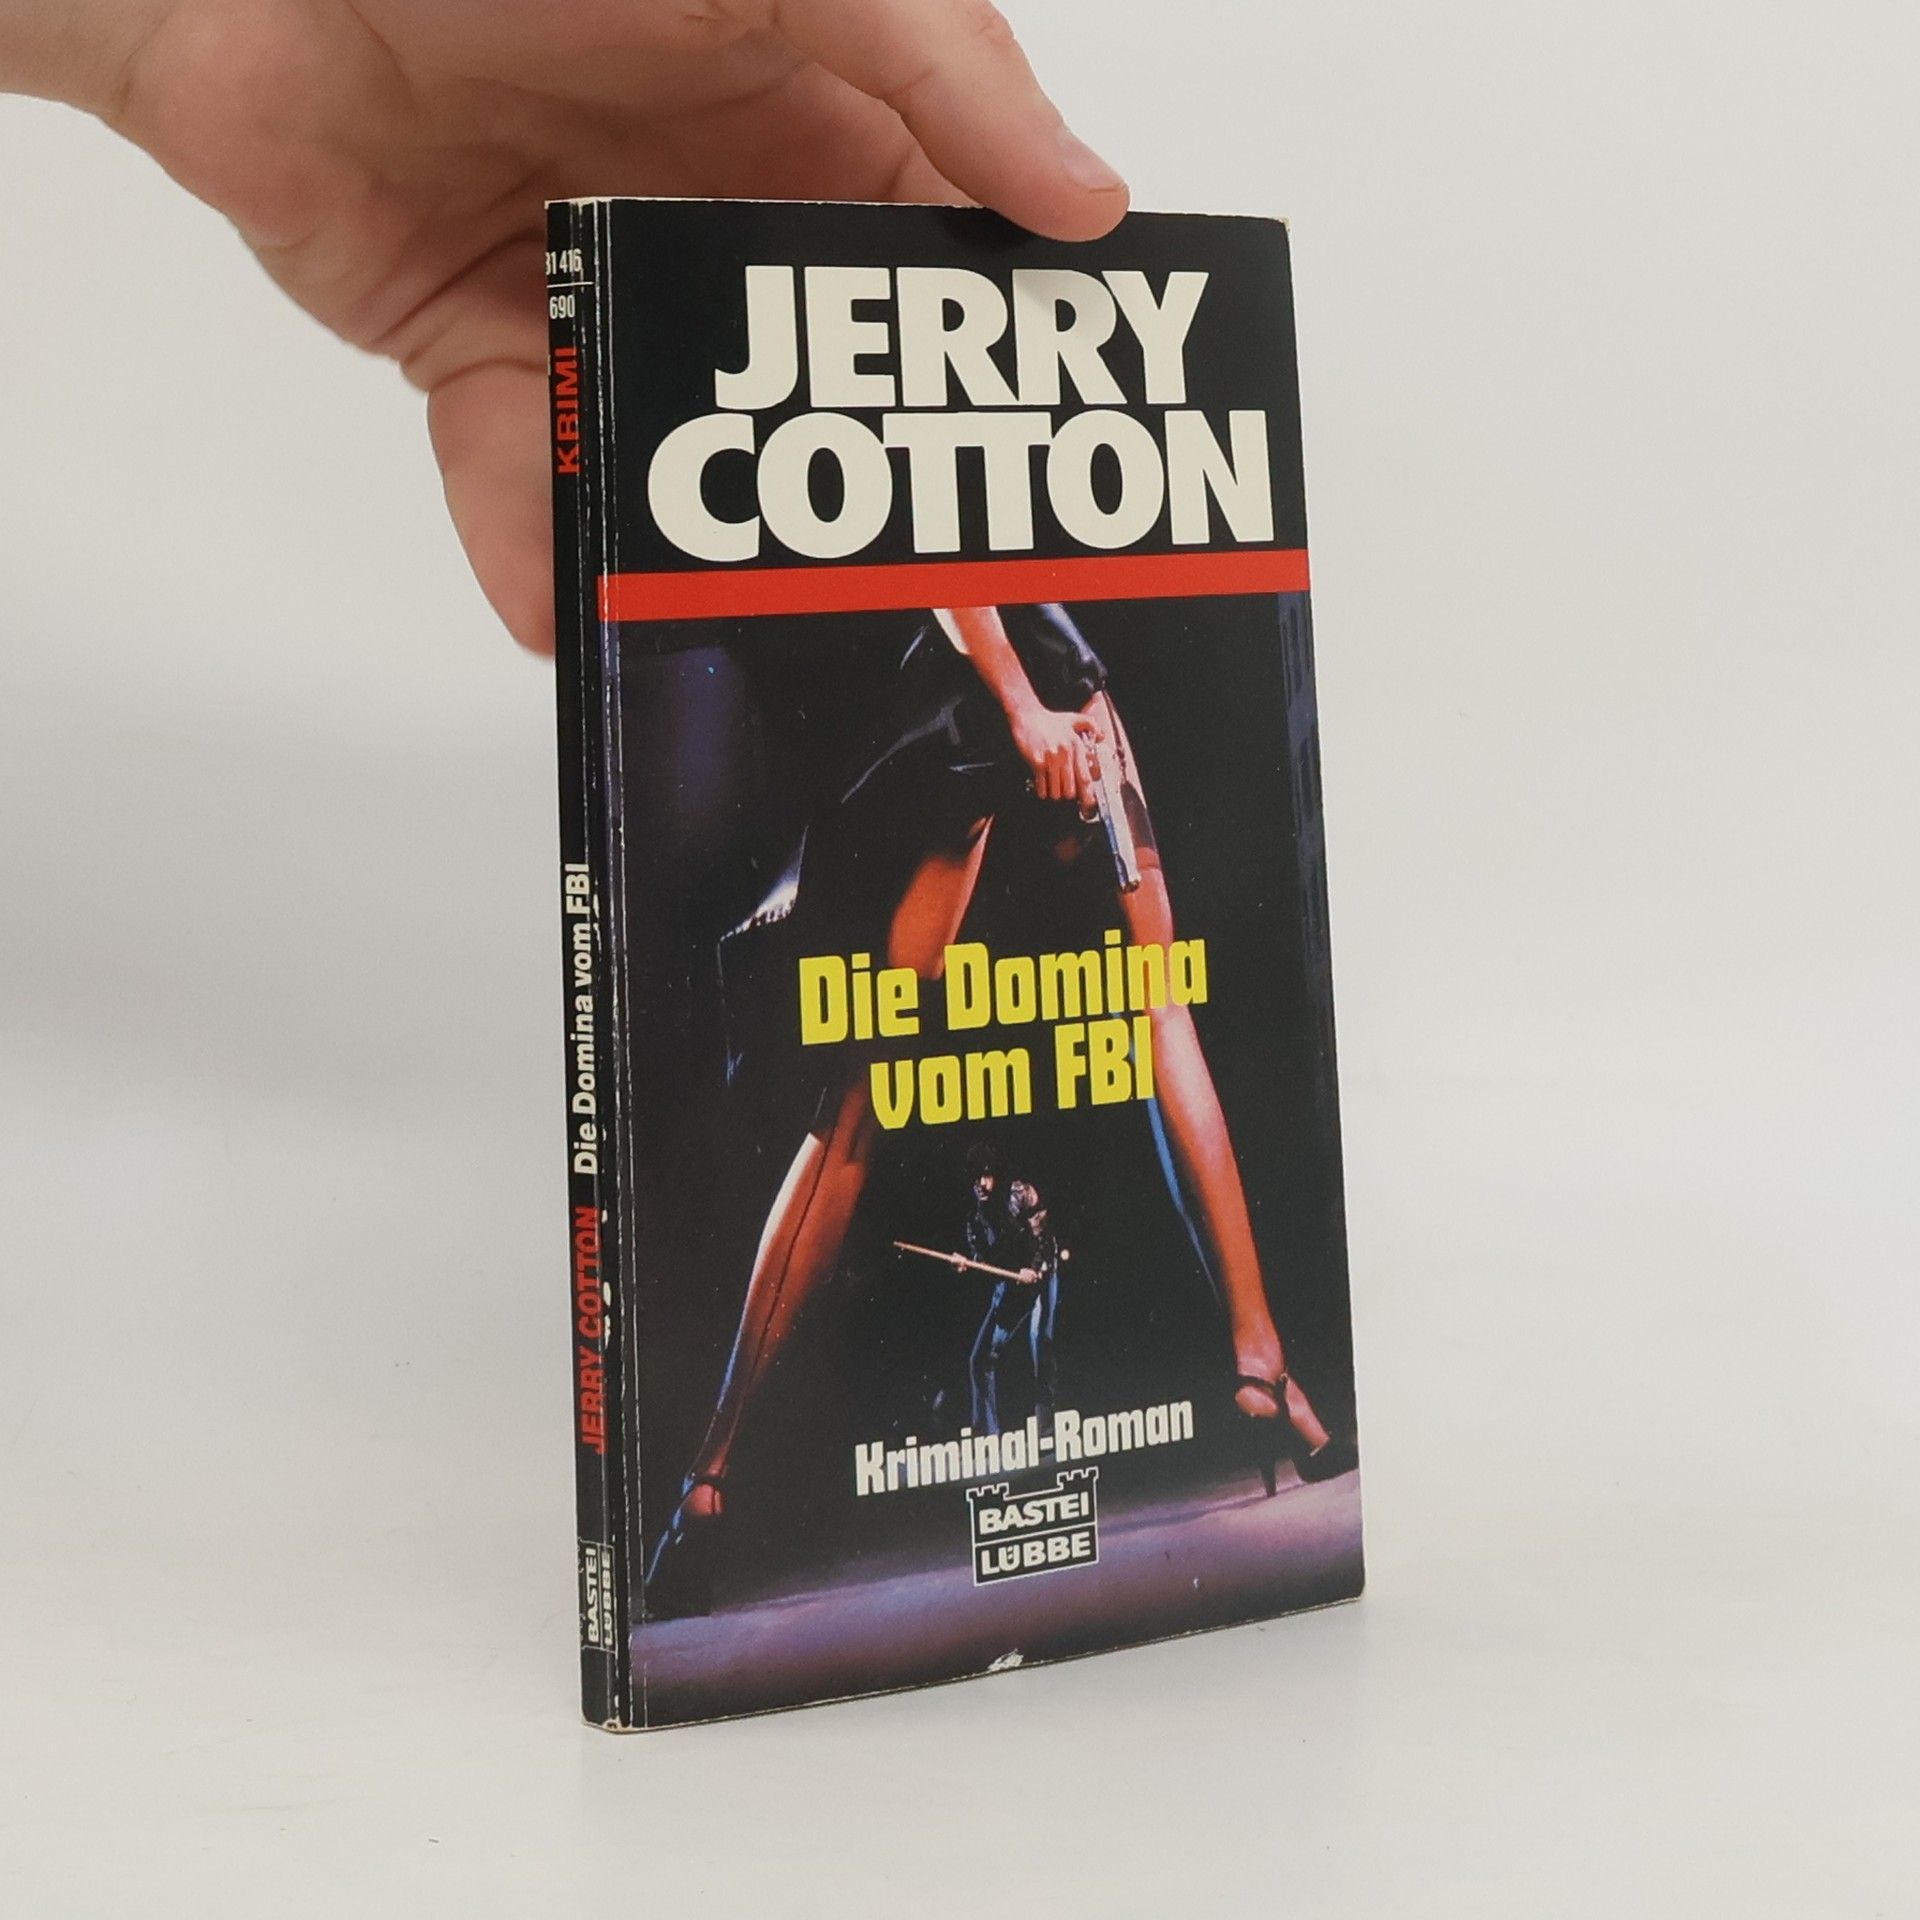 JERRY
COTTON
Die Domina
vom FBI
Kriminal-Roman
BASTEI
LÜBBE
31 416
690
KRIMI
JERRY COTTON Die Domina vom FBI
BASTEI
LÜBBE